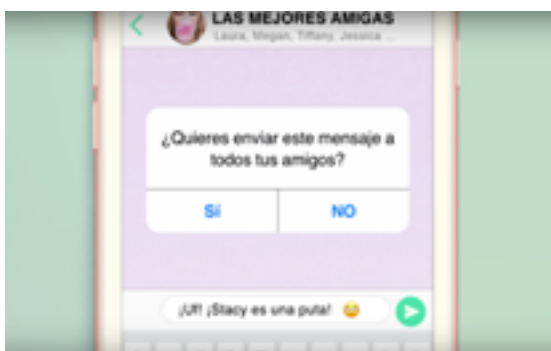 LAS MEJORES AMIGAS
Laura, Megan, Tiffany, Jessica ...
¿Quieres enviar este mensaje a
todos tus amigos?
Sí
NO
¡Uf! ¡Stacy es una puta!